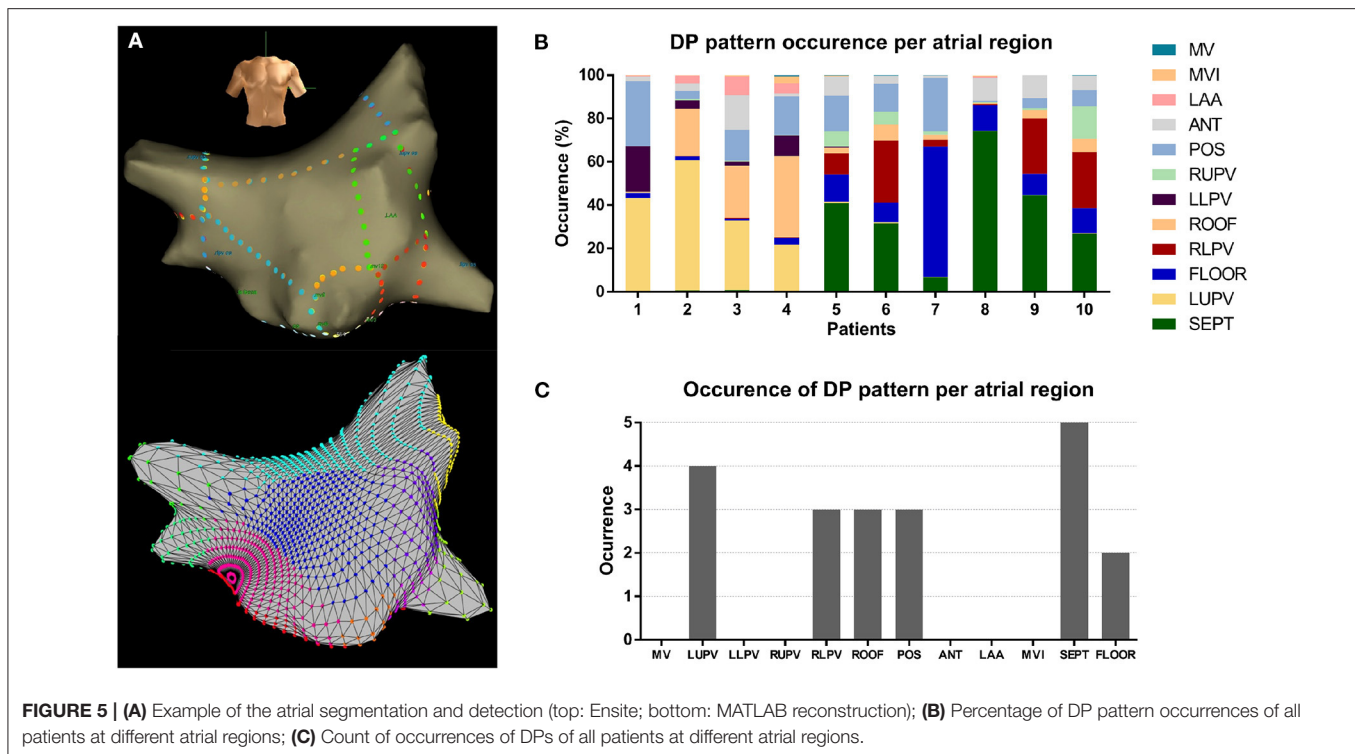 A
LAA
B
DP pattern occurence per atrial region
Occurence (%)
100
80
60
40
20
0
1 2 3 4 5 6 7 8 9 10
Patients
MV
MVI
LAA
ANT
POS
RUPV
LLPV
ROOF
RLPV
FLOOR
LUPV
SEPT
C
Occurence of DP pattern per atrial region
Ocurrence
5
4
3
2
1
0
MV LUPV LLPV RUPV RLPV ROOF POS ANT LAA MVI SEPT FLOOR
FIGURE 5 | (A) Example of the atrial segmentation and detection (top: Ensite; bottom: MATLAB reconstruction); (B) Percentage of DP pattern occurrences of all
patients at different atrial regions; (C) Count of occurrences of DPs of all patients at different atrial regions.